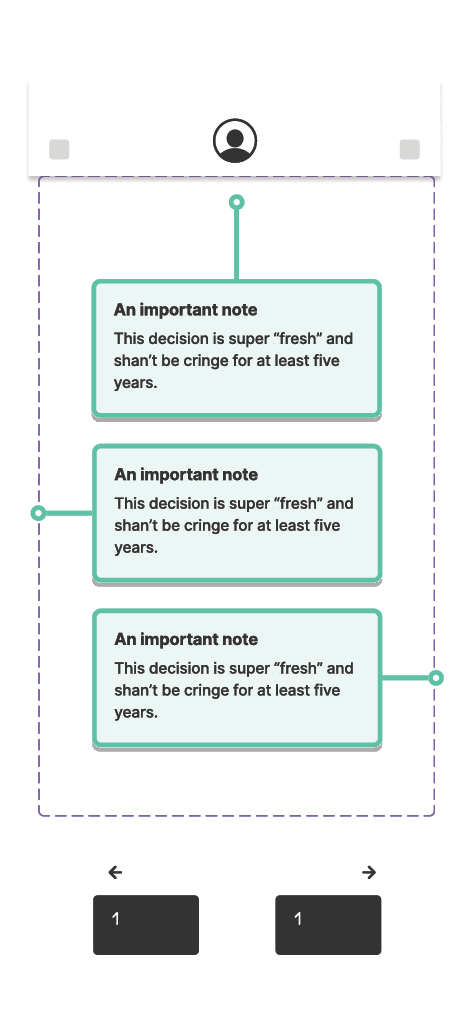 An important note
This decision is super “fresh” and
shan’t be cringe for at least five
years.
An important note
This decision is super “fresh” and
shan’t be cringe for at least five
years.
An important note
This decision is super “fresh” and
shan’t be cringe for at least five
years.
← →
1 1